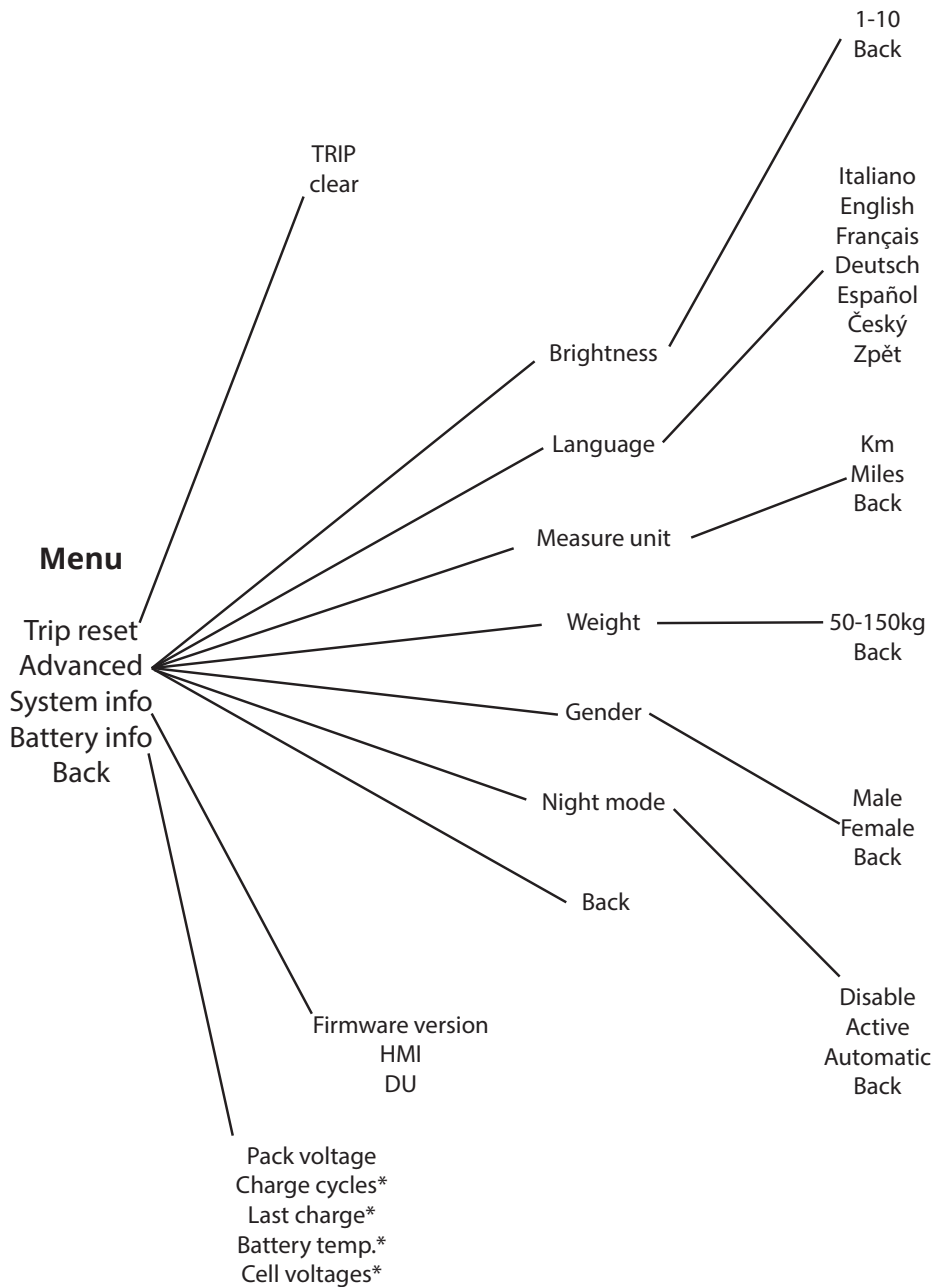 Menu
Trip reset
Advanced
System info
Battery info
Back
TRIP
clear
Brightness
Language
Measure unit
Weight
Gender
Night mode
Back
1-10
Back
Italiano
English
Français
Deutsch
Español
Český
Zpět
Km
Miles
Back
50-150kg
Back
Male
Female
Back
Disable
Active
Automatic
Back
Firmware version
HMI
DU
Pack voltage
Charge cycles*
Last charge*
Battery temp.*
Cell voltages*